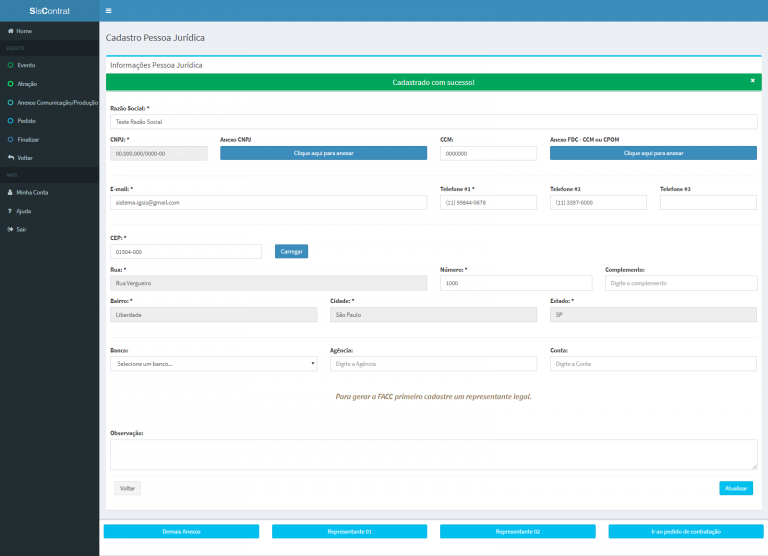 SisContrat
Home
EVENTO
Evento
Atração
Anexos Comunicação/Produção
Pedido
Finalizar
Voltar
MAIS
Minha Conta
Ajuda
Sair
Cadastro Pessoa Jurídica
Informações Pessoa Jurídica
Cadastrado com sucesso!
×
Razão Social: *
Teste Razão Social
CNPJ: * Anexo CNPJ CCM: Anexo FDC - CCM ou CPOM
00.000.000/0000-00 Clique aqui para anexar 0000000 Clique aqui para anexar
E-mail: * Telefone #1 * Telefone #2 Telefone #3
sistema.igsis@gmail.com (11) 99844-0678 (11) 3397-0000
CEP: *
01504-000 Carregar
Rua: * Número: * Complemento:
Rua Vergueiro 1000 Digite o complemento
Bairro: * Cidade: * Estado: *
Liberdade São Paulo SP
Banco: Agência: Conta:
Selecione um banco... Digite a Agência Digite a Conta
Para gerar a FACC primeiro cadastre um representante legal.
Observação:
Voltar Atualizar
Demais Anexos Representante 01 Representante 02 Ir ao pedido de contratação